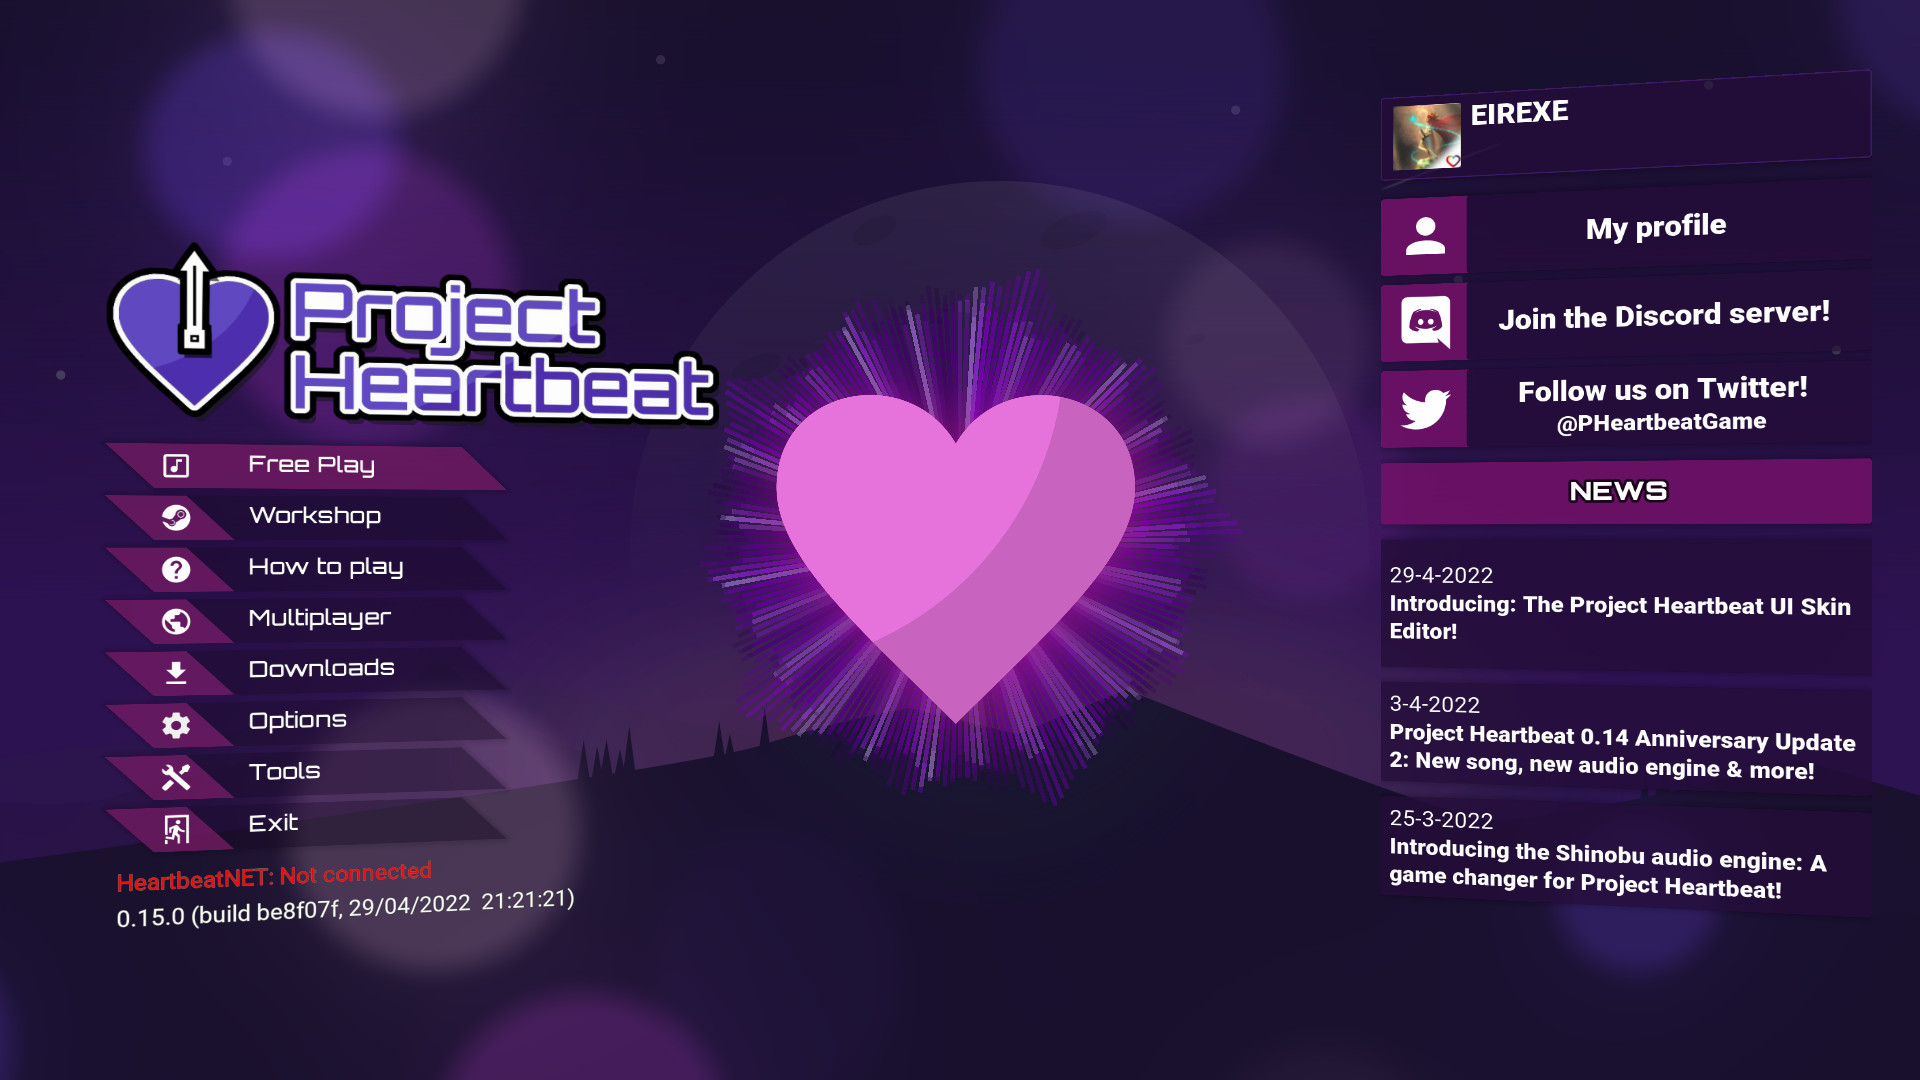 Project
Heartbeat
Free Play
Workshop
How to play
Multiplayer
Downloads
Options
Tools
Exit
HeartbeatNET: Not connected
0.15.0 (build be8f07f, 29/04/2022  21:21:21)
EIREXE
My profile
Join the Discord server!
Follow us on Twitter!
@PHeartbeatGame
NEWS
29-4-2022
Introducing: The Project Heartbeat UI Skin
Editor!
3-4-2022
Project Heartbeat 0.14 Anniversary Update
2: New song, new audio engine & more!
25-3-2022
Introducing the Shinobu audio engine: A
game changer for Project Heartbeat!